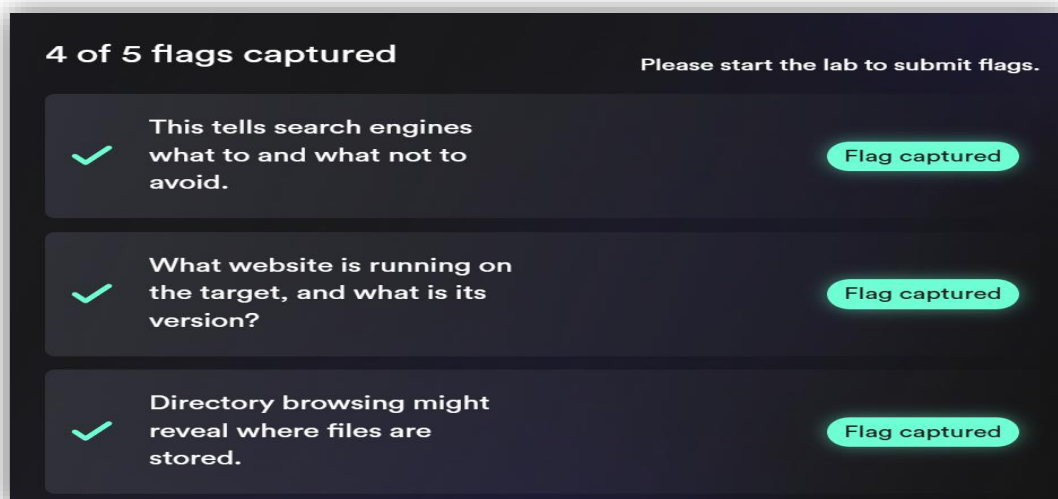 4 of 5 flags captured
Please start the lab to submit flags.
This tells search engines
what to and what not to
avoid.
Flag captured
What website is running on
the target, and what is its
version?
Flag captured
Directory browsing might
reveal where files are
stored.
Flag captured